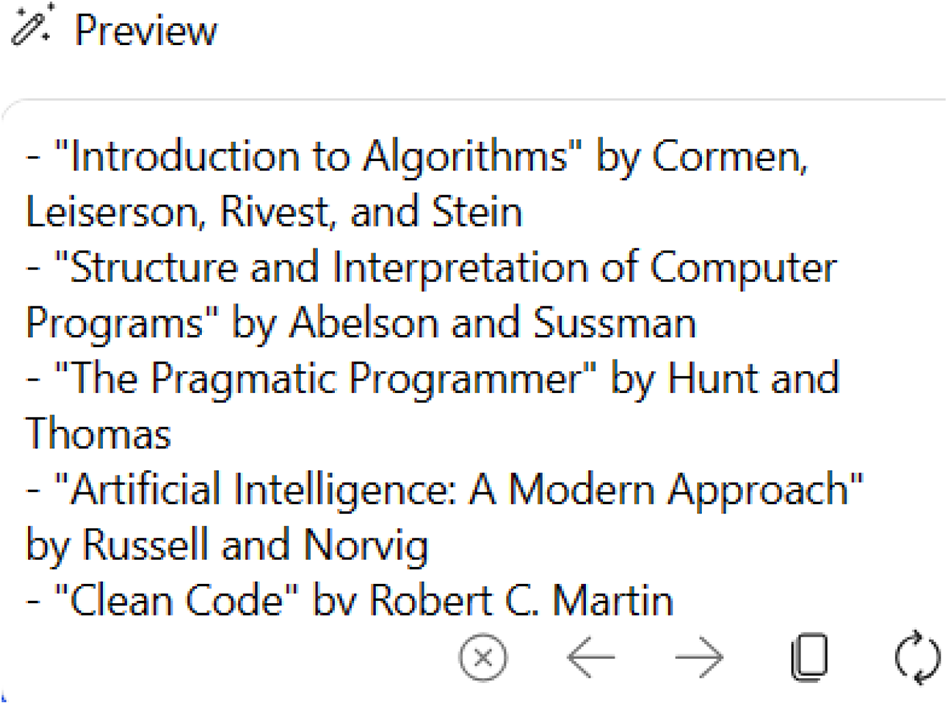 Preview
- "Introduction to Algorithms" by Cormen,
Leiserson, Rivest, and Stein
- "Structure and Interpretation of Computer
Programs" by Abelson and Sussman
- "The Pragmatic Programmer" by Hunt and
Thomas
- "Artificial Intelligence: A Modern Approach"
by Russell and Norvig
- "Clean Code" by Robert C. Martin